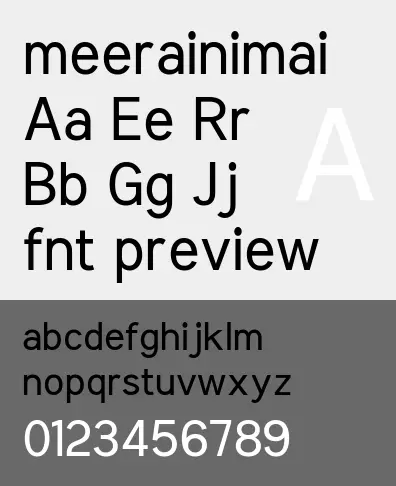 meerainimai
Aa Ee Rr
A
Bb Gg Jj
fnt preview
abcdefghijklm
nopqrstuvwxyz
0123456789